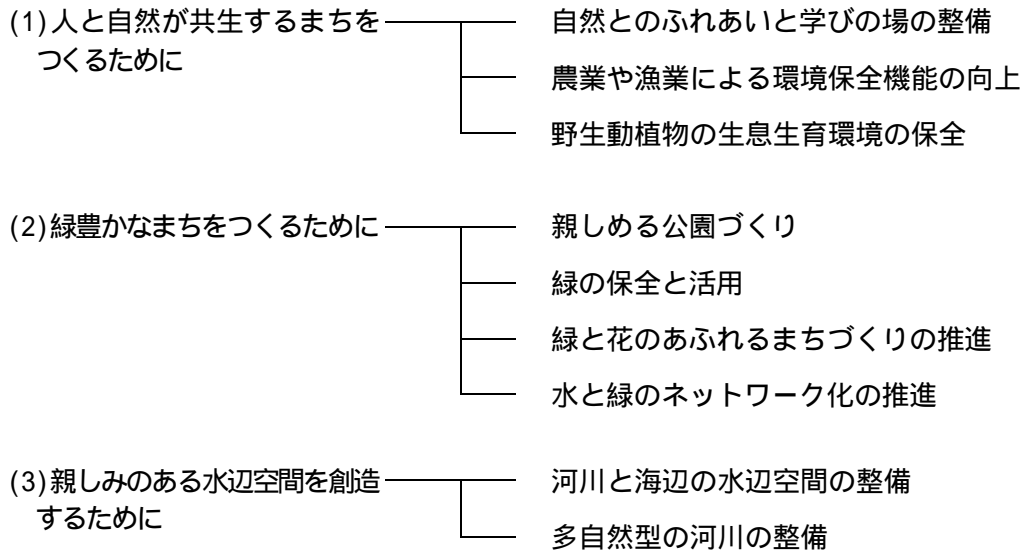 (1)人と自然が共生するまちを
つくるために
自然とのふれあいと学びの場の整備
農業や漁業による環境保全機能の向上
野生動植物の生息生育環境の保全
(2)緑豊かなまちをつくるために
親しめる公園づくり
緑の保全と活用
緑と花のあふれるまちづくりの推進
水と緑のネットワーク化の推進
(3)親しみのある水辺空間を創造
するために
河川と海辺の水辺空間の整備
多自然型の河川の整備